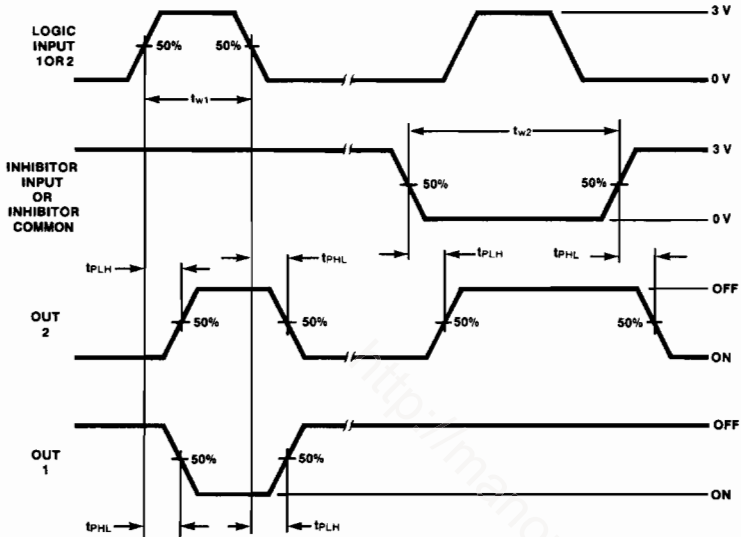 3 V
LOGIC
INPUT
1 OR 2
50%
50%
tw1
0 V
INHIBITOR
INPUT
OR
INHIBITOR
COMMON
tw2
3 V
50%
50%
0 V
tPLH
tPHL
tPLH
tPHL
OUT
2
50%
50%
50%
50%
OFF
ON
OUT
1
50%
50%
OFF
ON
tPHL
tPLH
http://manor